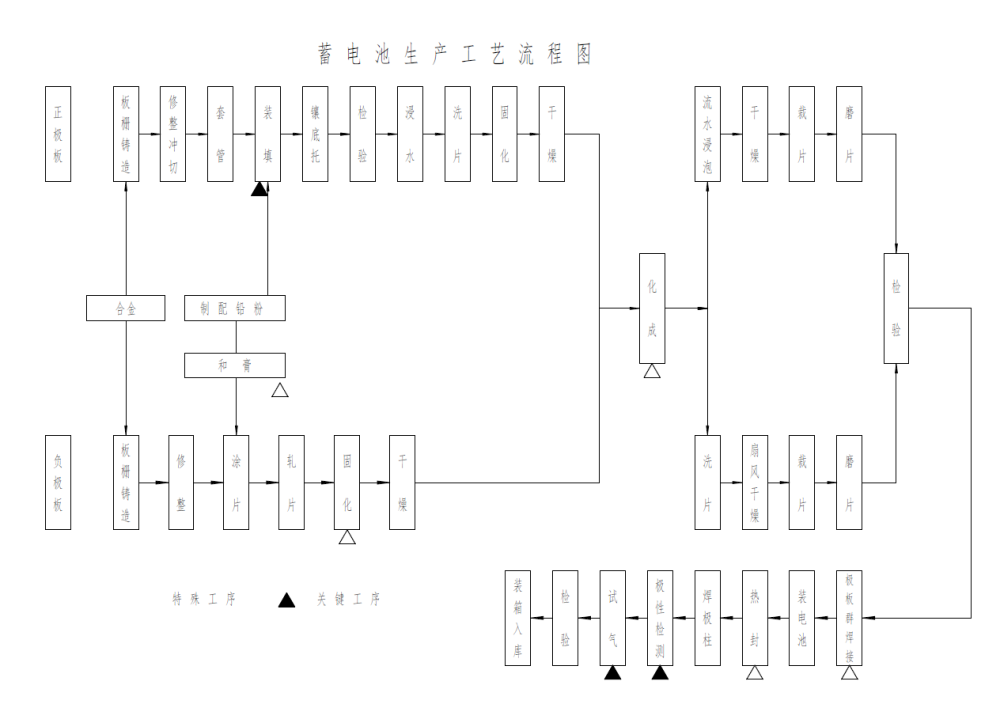 蓄电池生产工艺流程图
正极板
板栅铸造
修整冲切
套管
装填
镶底托
检验
浸水
洗片
固化
干燥
流水浸泡
干燥
裁片
磨片
合金
制配铅粉
和膏
化成
检验
负极板
板栅铸造
修整
涂片
轧片
固化
干燥
洗片
扇风干燥
裁片
磨片
特殊工序
关键工序
装箱入库
检验
试气
极性检测
焊极柱
热封
装电池
极板群焊接